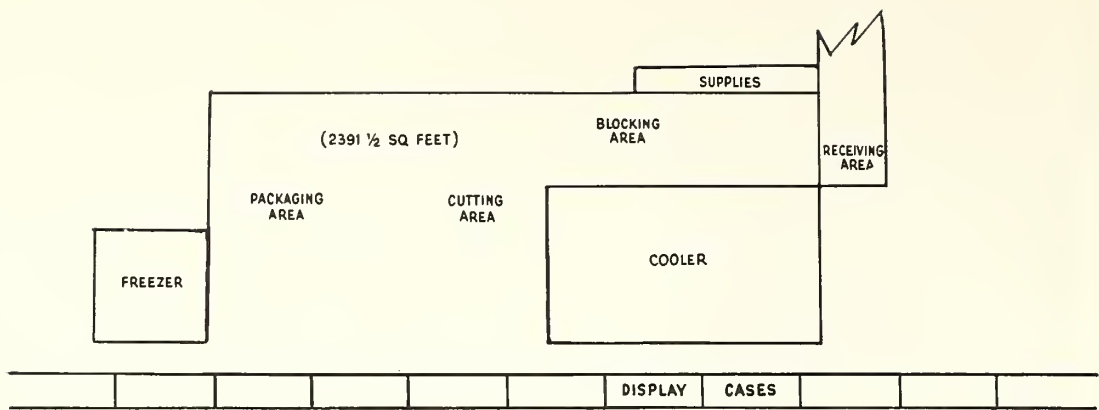 SUPPLIES
BLOCKING
AREA
(2391 ½ SQ FEET)
RECEIVING
AREA
PACKAGING
AREA
CUTTING
AREA
COOLER
FREEZER
DISPLAY CASES